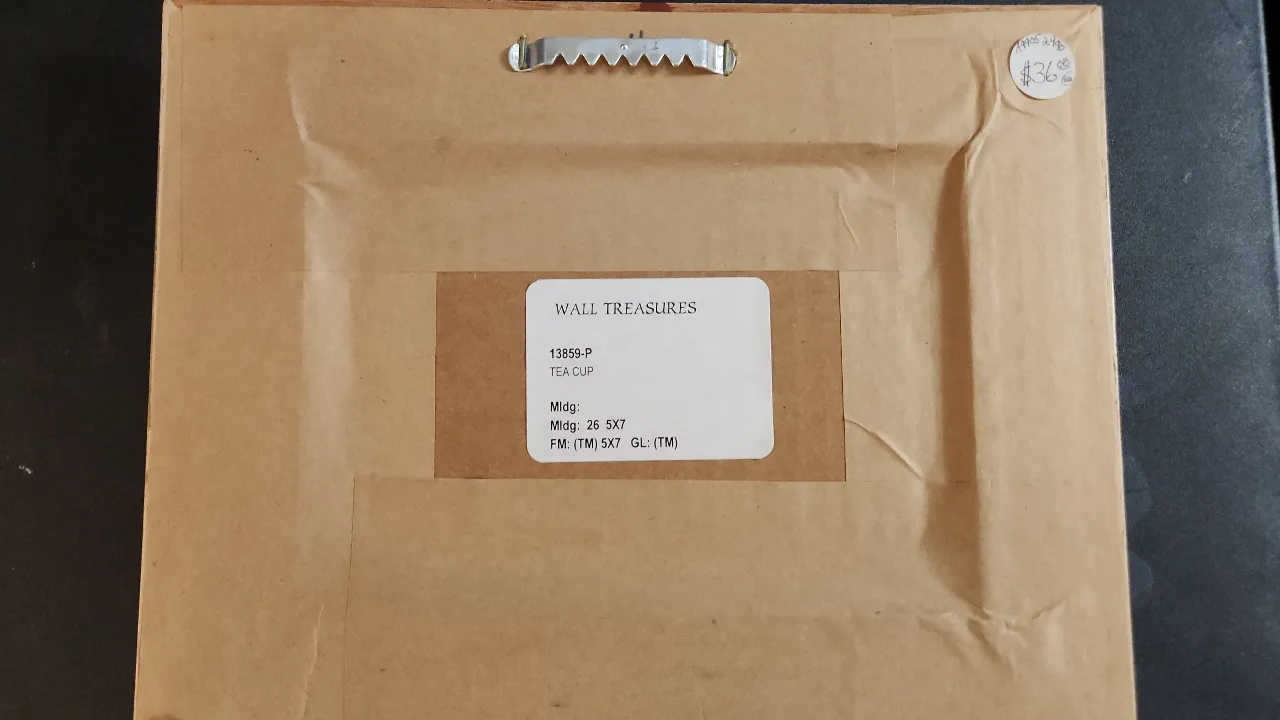 $36
WALL TREASURES
13859-P
TEA CUP
Mldg:
Mldg: 26 5X7
FM: (TM) 5X7 GL: (TM)